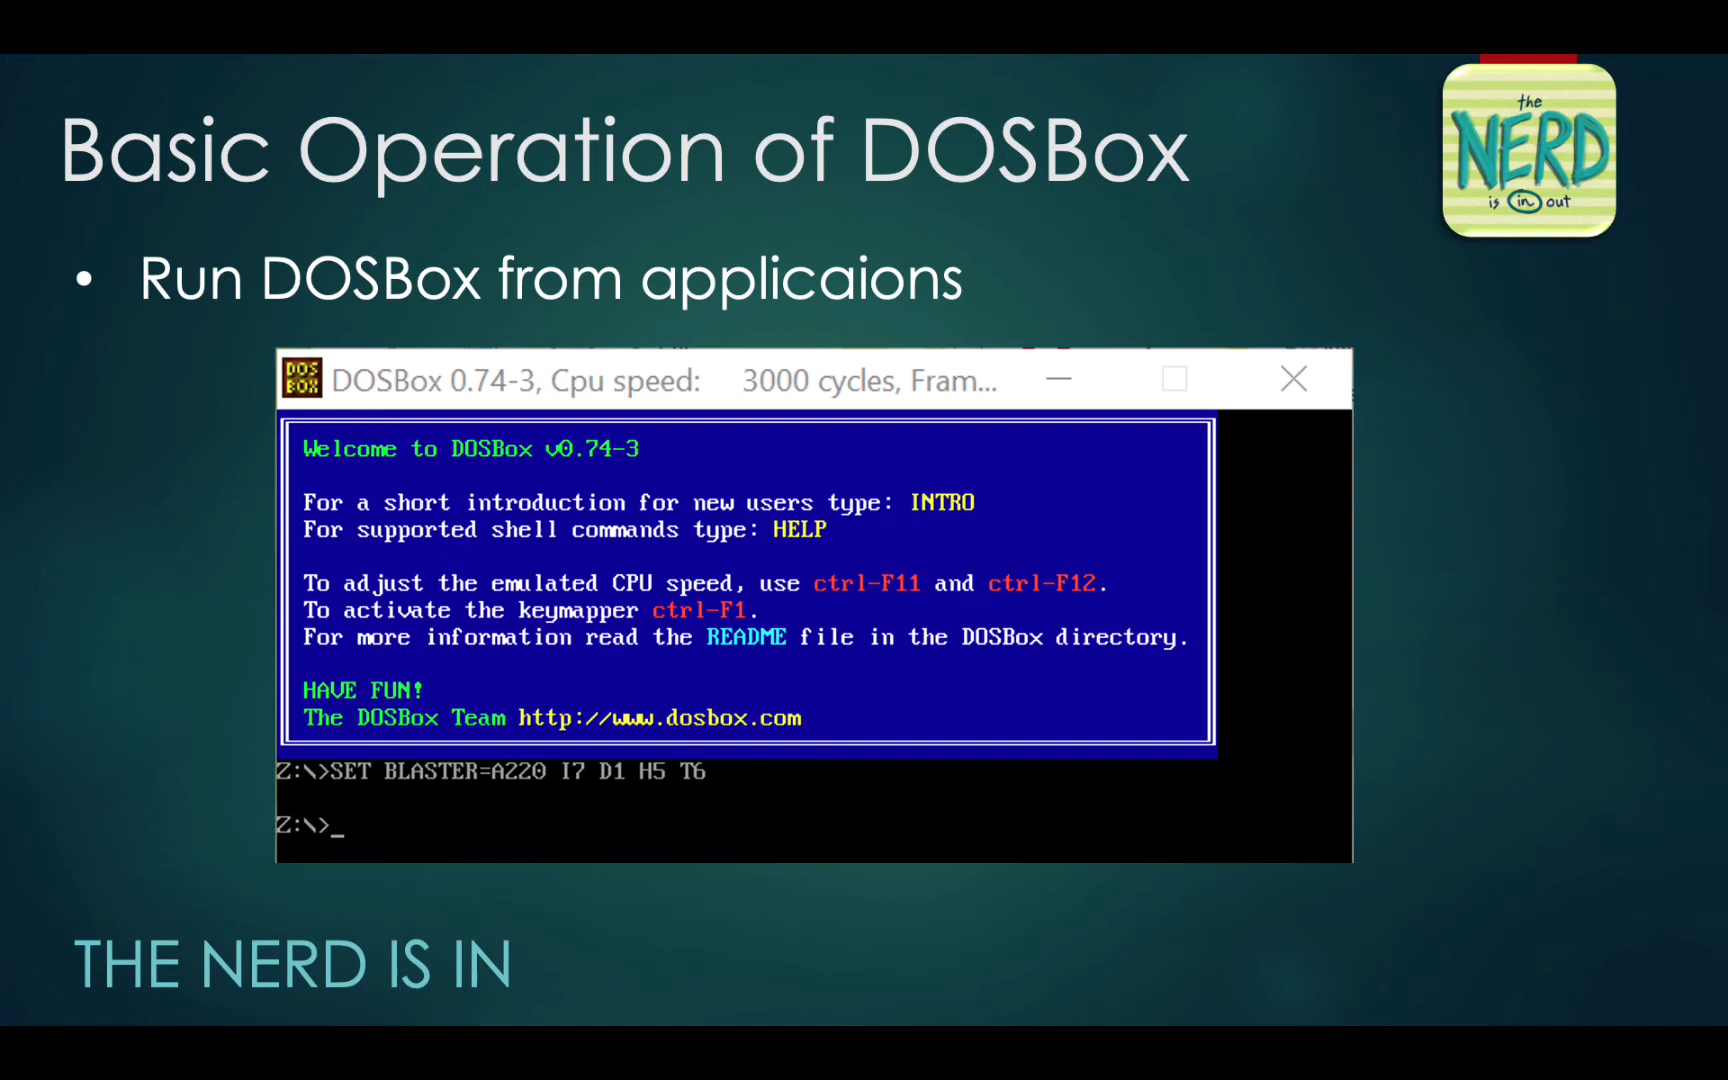 Basic Operation of DOSBox
the
NERD
is in out
• Run DOSBox from applicaions
DOS
BOX
DOSBox 0.74-3, Cpu speed: 3000 cycles, Fram...
Welcome to DOSBox v0.74-3
For a short introduction for new users type: INTRO
For supported shell commands type: HELP
To adjust the emulated CPU speed, use ctrl-F11 and ctrl-F12.
To activate the keymapper ctrl-F1.
For more information read the README file in the DOSBox directory.
HAVE FUN!
The DOSBox Team http://www.dosbox.com
Z:\>SET BLASTER=A220 I7 D1 H5 T6
Z:\>_
THE NERD IS IN